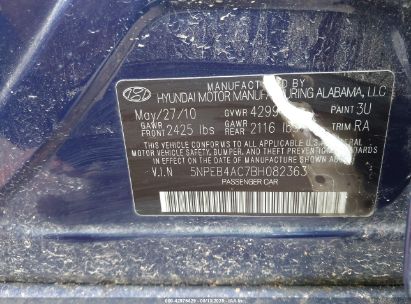 MANUFACTURED BY
HYUNDAI MOTOR MANUFACTURING ALABAMA, LLC
May/27/10 GVWR 4299 PAINT 3U
GAWR FRONT 2425 lbs GAWR REAR 2116 lbs TRIM RA
THIS VEHICLE CONFORMS TO ALL APPLICABLE U.S. FEDERAL
MOTOR VEHICLE SAFETY, BUMPER, AND THEFT PREVENTION
STANDARDS IN EFFECT ON THE DATE OF MANUFACTURE SHOWN ABOVE.
V.I.N 5NPEB4AC7BH082363
PASSENGER CAR